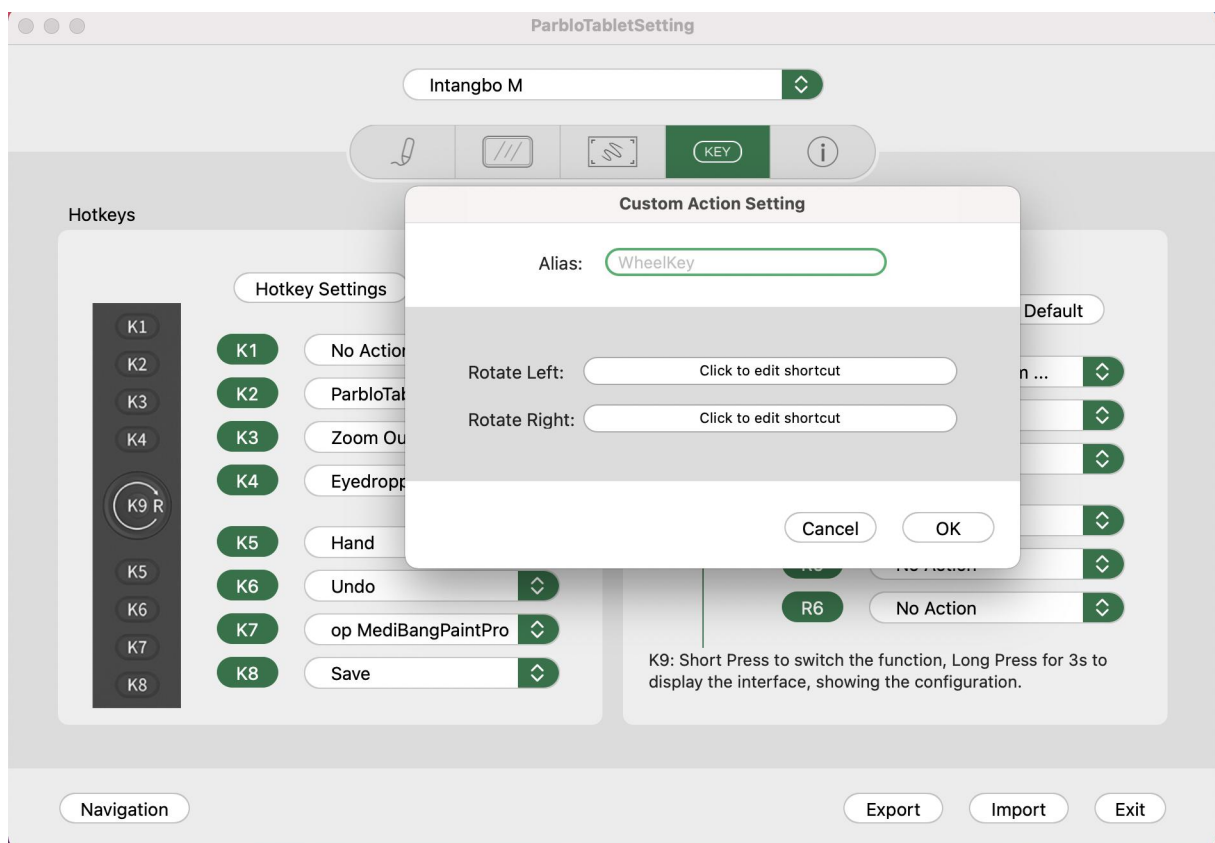 ParbloTabletSetting
Intangbo M
KEY
Hotkeys
Custom Action Setting
Alias: WheelKey
Rotate Left: Click to edit shortcut
Rotate Right: Click to edit shortcut
Cancel OK
Hotkey Settings
Default
K1
K2
K3
K4
K9 R
K5
K6
K7
K8
K1 No Action
K2 ParbloTab
K3 Zoom Ou
K4 Eyedropp
K5 Hand
K6 Undo
K7 op MediBangPaintPro
K8 Save
m ...
No Action
R6 No Action
K9: Short Press to switch the function, Long Press for 3s to
display the interface, showing the configuration.
Navigation Export Import Exit